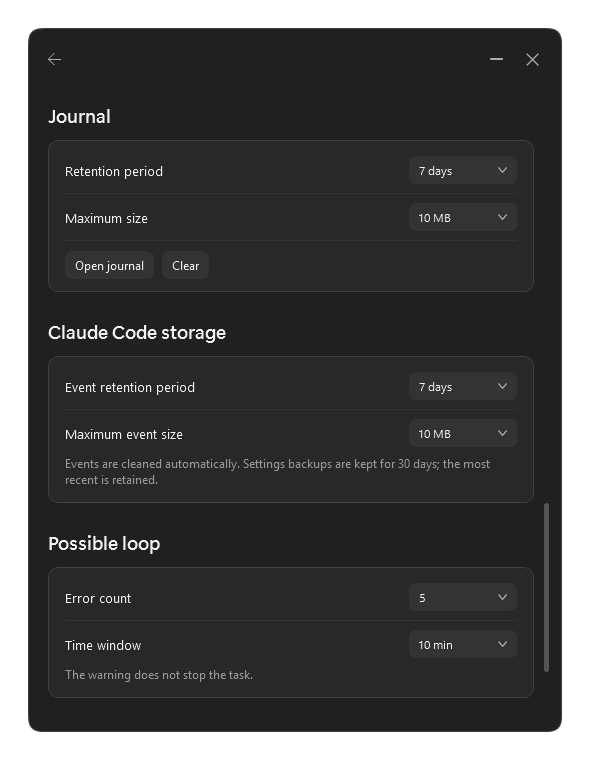 Journal
Retention period
7 days
Maximum size
10 MB
Open journal
Clear
Claude Code storage
Event retention period
7 days
Maximum event size
10 MB
Events are cleaned automatically. Settings backups are kept for 30 days; the most
recent is retained.
Possible loop
Error count
5
Time window
10 min
The warning does not stop the task.